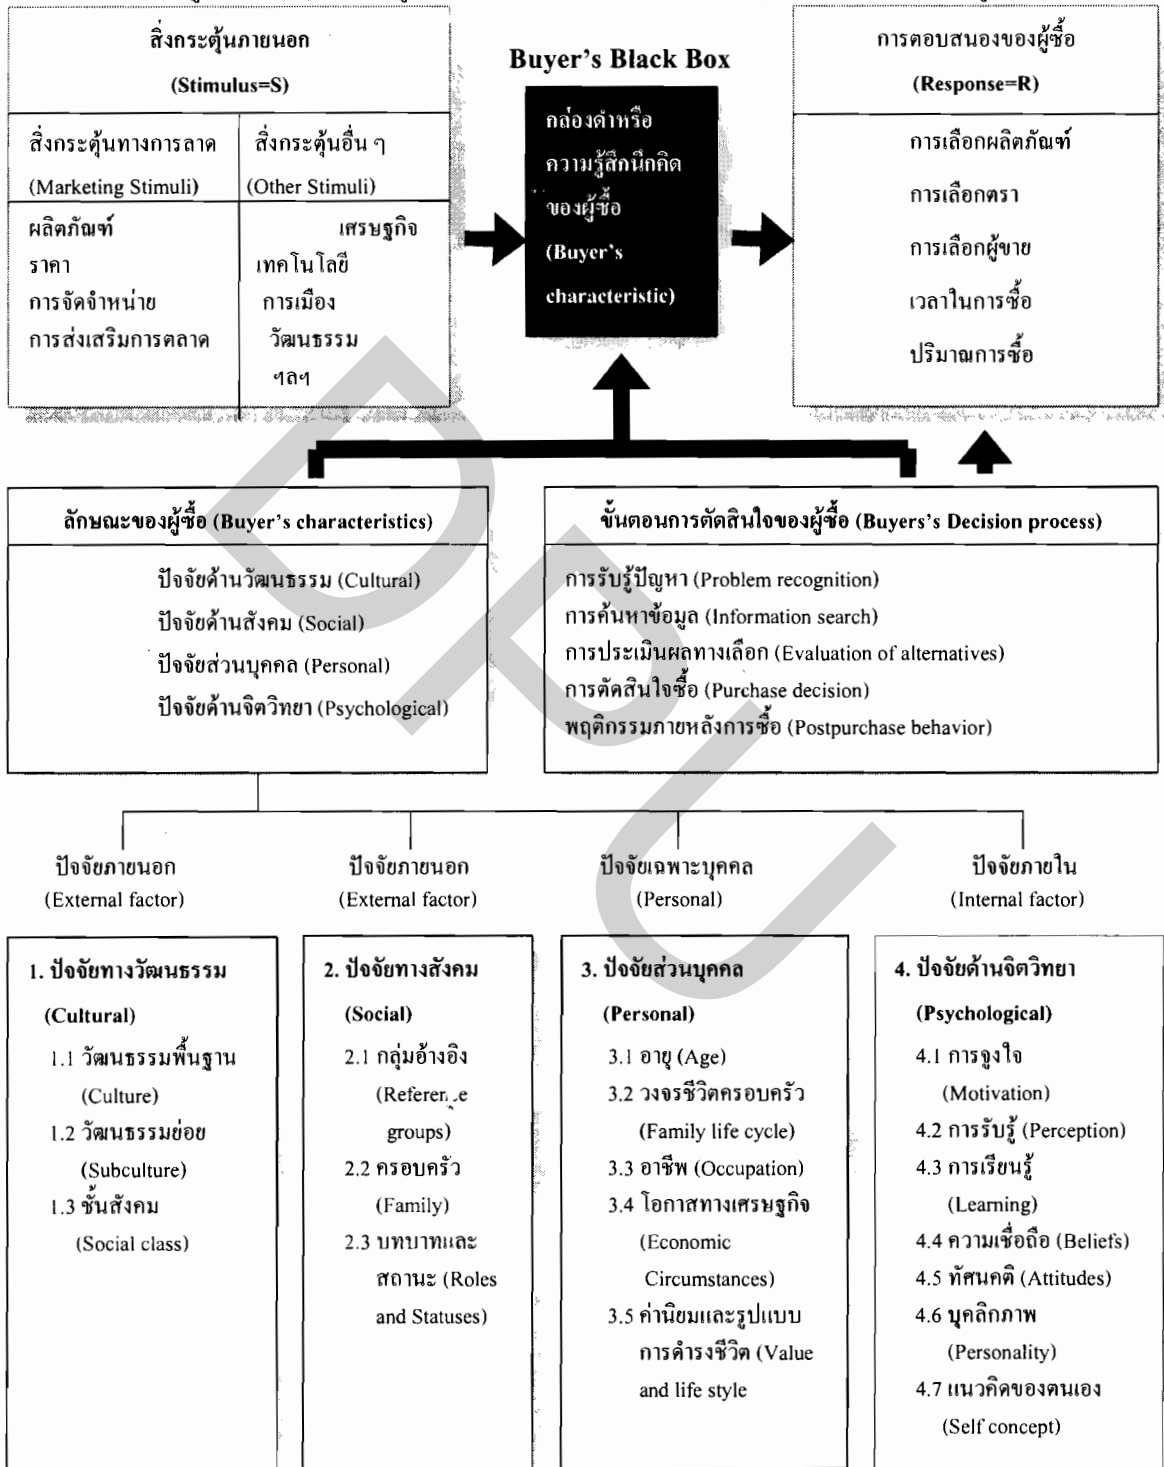 สิ่งกระตุ้นภายนอก
(Stimulus=S)
สิ่งกระตุ้นทางการลาด
(Marketing Stimuli)
ผลิตภัณฑ์
ราคา
การจัดจำหน่าย
การส่งเสริมการตลาด
สิ่งกระตุ้นอื่น ๆ
(Other Stimuli)
เศรษฐกิจ
เทคโนโลยี
การเมือง
วัฒนธรรม
ฯลฯ
Buyer's Black Box
กล่องดำหรือ
ความรู้สึกนึกคิด
ของผู้ซื้อ
(Buyer's
characteristic)
การตอบสนองของผู้ซื้อ
(Response=R)
การเลือกผลิตภัณฑ์
การเลือกตรา
การเลือกผู้ขาย
เวลาในการซื้อ
ปริมาณการซื้อ
ลักษณะของผู้ซื้อ (Buyer's characteristics)
ปัจจัยด้านวัฒนธรรม (Cultural)
ปัจจัยด้านสังคม (Social)
ปัจจัยส่วนบุคคล (Personal)
ปัจจัยด้านจิตวิทยา (Psychological)
ขั้นตอนการตัดสินใจของผู้ซื้อ (Buyers's Decision process)
การรับรู้ปัญหา (Problem recognition)
การค้นหาข้อมูล (Information search)
การประเมินผลทางเลือก (Evaluation of alternatives)
การตัดสินใจซื้อ (Purchase decision)
พฤติกรรมภายหลังการซื้อ (Postpurchase behavior)
ปัจจัยภายนอก
(External factor)
ปัจจัยภายนอก
(External factor)
ปัจจัยเฉพาะบุคคล
(Personal)
ปัจจัยภายใน
(Internal factor)
1. ปัจจัยทางวัฒนธรรม
(Cultural)
1.1 วัฒนธรรมพื้นฐาน
(Culture)
1.2 วัฒนธรรมย่อย
(Subculture)
1.3 ชั้นสังคม
(Social class)
2. ปัจจัยทางสังคม
(Social)
2.1 กลุ่มอ้างอิง
(Reference
groups)
2.2 ครอบครัว
(Family)
2.3 บทบาทและ
สถานะ (Roles
and Statuses)
3. ปัจจัยส่วนบุคคล
(Personal)
3.1 อายุ (Age)
3.2 วงจรชีวิตครอบครัว
(Family life cycle)
3.3 อาชีพ (Occupation)
3.4 โอกาสทางเศรษฐกิจ
(Economic
Circumstances)
3.5 ค่านิยมและรูปแบบ
การดำรงชีวิต (Value
and life style
4. ปัจจัยด้านจิตวิทยา
(Psychological)
4.1 การจูงใจ
(Motivation)
4.2 การรับรู้ (Perception)
4.3 การเรียนรู้
(Learning)
4.4 ความเชื่อถือ (Beliefs)
4.5 ทัศนคติ (Attitudes)
4.6 บุคลิกภาพ
(Personality)
4.7 แนวคิดของตนเอง
(Self concept)
DPU